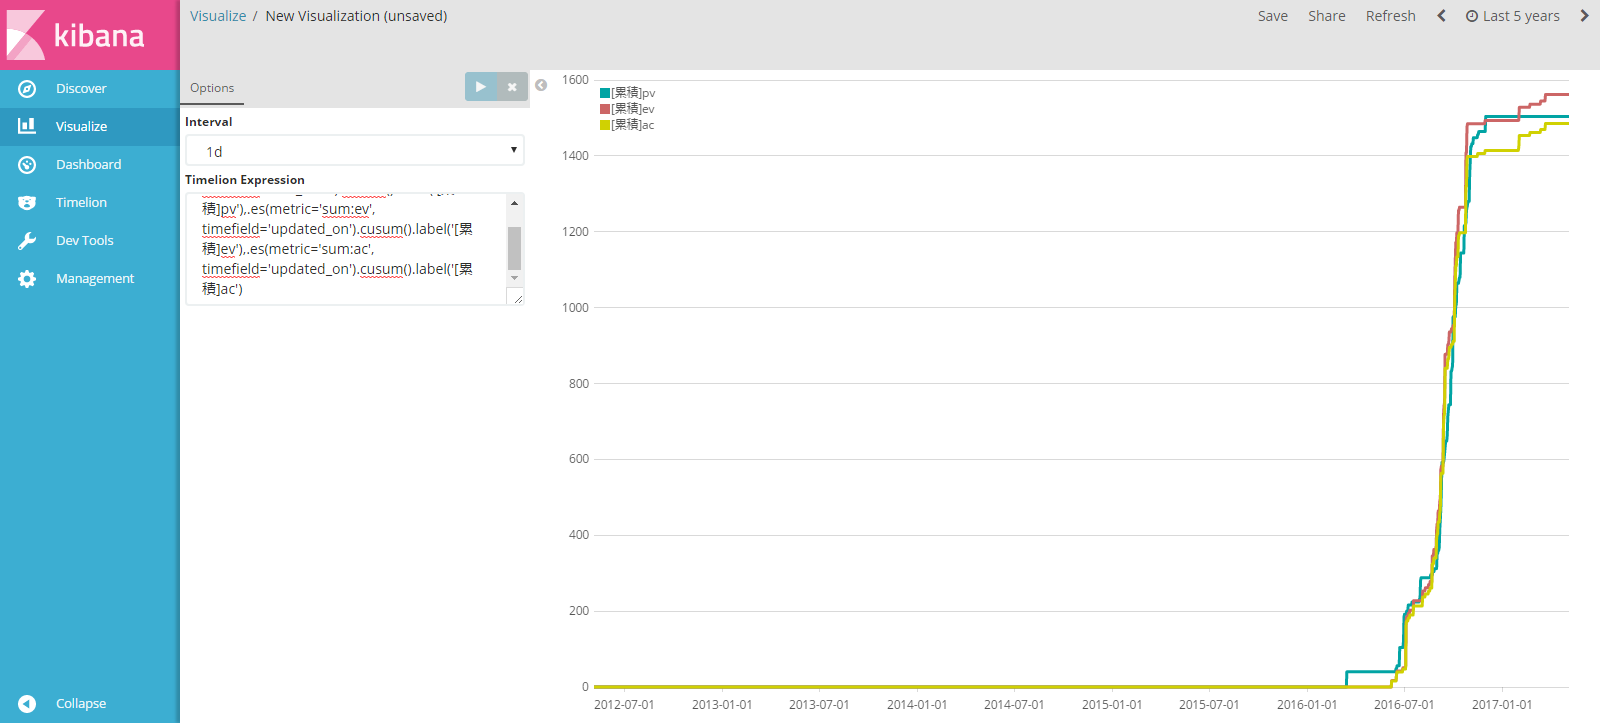 kibana
Visualize / New Visualization (unsaved)
Save Share Refresh Last 5 years
Discover
Visualize
Dashboard
Timelion
Dev Tools
Management
Collapse
Options
Interval
1d
Timelion Expression
積]pv'),.es(metric='sum:ev',
timefield='updated_on').cusum().label('[累
積]ev'),.es(metric='sum:ac',
timefield='updated_on').cusum().label('[累
積]ac')
[累積]pv
[累積]ev
[累積]ac
1600
1400
1200
1000
800
600
400
200
0
2012-07-01 2013-01-01 2013-07-01 2014-01-01 2014-07-01 2015-01-01 2015-07-01 2016-01-01 2016-07-01 2017-01-01